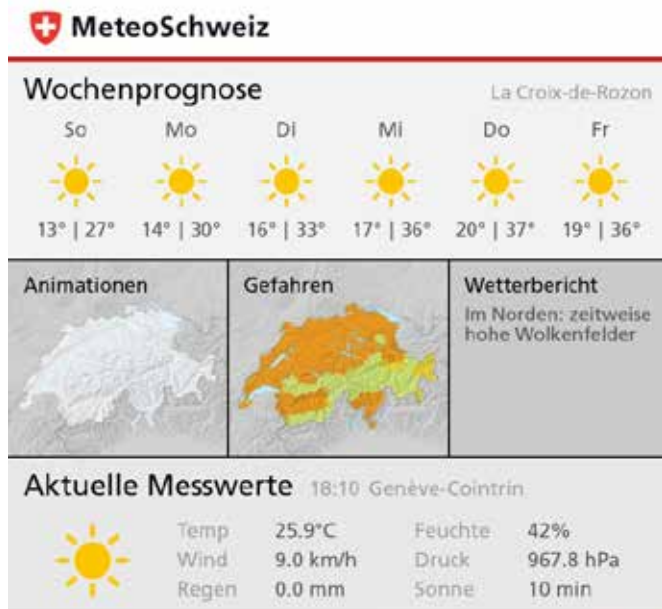 MeteoSchweiz
Wochenprognose La Croix-de-Rozon
So Mo Di Mi Do Fr
13° | 27° 14° | 30° 16° | 33° 17° | 36° 20° | 37° 19° | 36°
Animationen Gefahren Wetterbericht
Im Norden: zeitweise
hohe Wolkenfelder
Aktuelle Messwerte 18:10 Genève-Cointrin
Temp 25.9°C Feuchte 42%
Wind 9.0 km/h Druck 967.8 hPa
Regen 0.0 mm Sonne 10 min